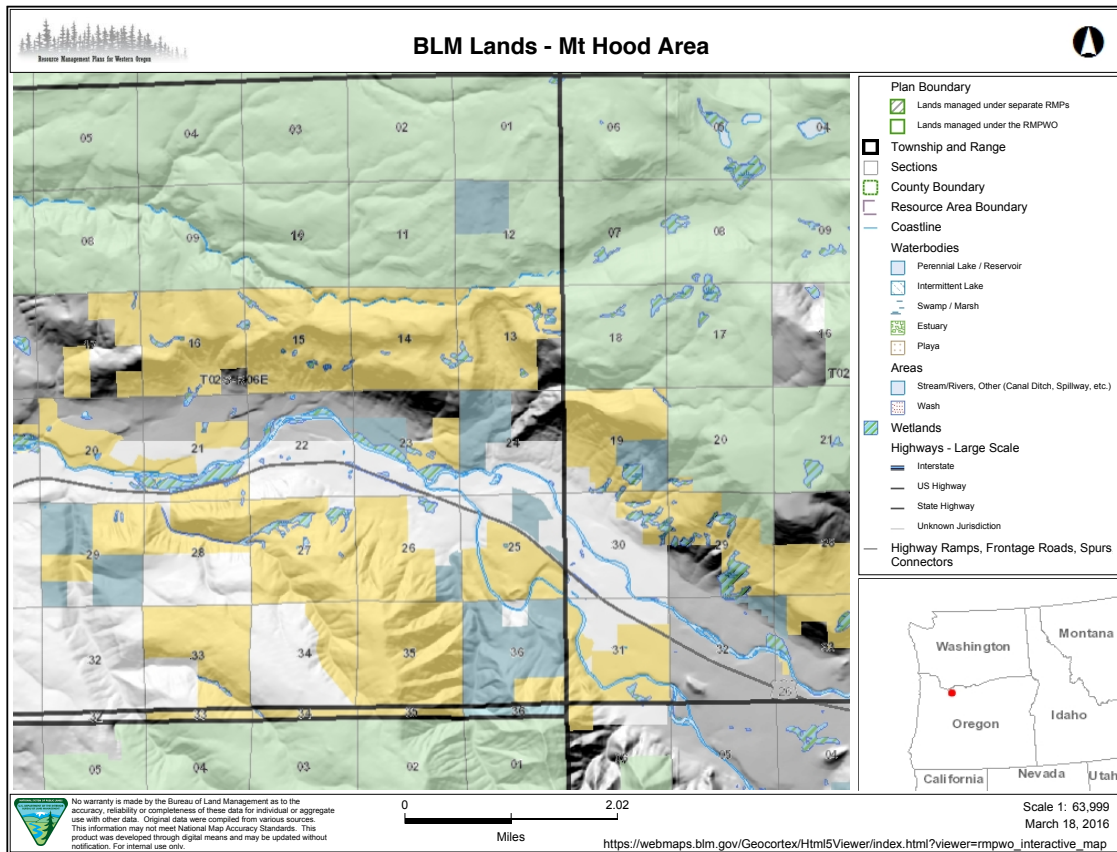 Resource Management Plans for Western Oregon
BLM Lands - Mt Hood Area
05 04 03 02 01 06 05 04
08 09 10 11 12 07 08 09
16 15 14 13 18 17 16
T02
20 21 22 23 24 19 20 21
29 28 27 26 25 30 29
32 33 34 35 36 31 32
26
33 34 35 36
05 04 03 02 01 05 04
Plan Boundary
Lands managed under separate RMPs
Lands managed under the RMPWO
Township and Range
Sections
County Boundary
Resource Area Boundary
Coastline
Waterbodies
Perennial Lake / Reservoir
Intermittent Lake
Swamp / Marsh
Estuary
Playa
Areas
Stream/Rivers, Other (Canal Ditch, Spillway, etc.)
Wash
Wetlands
Highways - Large Scale
Interstate
US Highway
State Highway
Unknown Jurisdiction
Highway Ramps, Frontage Roads, Spurs
Connectors
Washington
Montana
Oregon
Idaho
California
Nevada
Utah
No warranty is made by the Bureau of Land Management as to the
accuracy, reliability or completeness of these data for individual or aggregate
use with other data. Original data were compiled from various sources.
This information may not meet National Map Accuracy Standards. This
product was developed through digital means and may be updated without
notification. For internal use only.
0 2.02
Miles
Scale 1: 63,999
March 18, 2016
https://webmaps.blm.gov/Geocortex/Html5Viewer/index.html?viewer=rmpwo_interactive_map